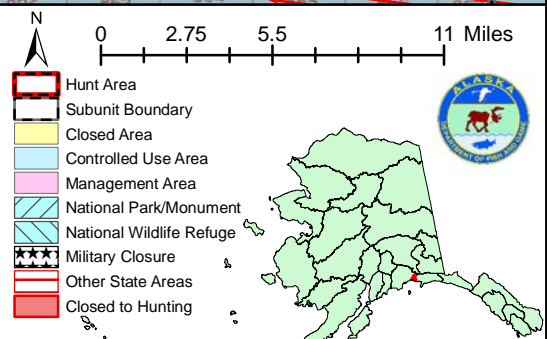 N
0 2.75 5.5 11 Miles
Hunt Area
Subunit Boundary
Closed Area
Controlled Use Area
Management Area
National Park/Monument
National Wildlife Refuge
Military Closure
Other State Areas
Closed to Hunting
ALASKA
DEPARTMENT OF FISH AND GAME